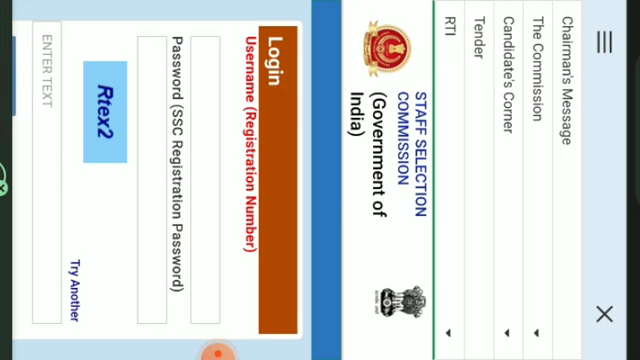 Chairman's Message
The Commission
Candidate's Corner
Tender
RTI
STAFF SELECTION
COMMISSION
(Government of
India)
Login
Username (Registration Number)
Password (SSC Registration Password)
Rtex2
Try Another
ENTER TEXT